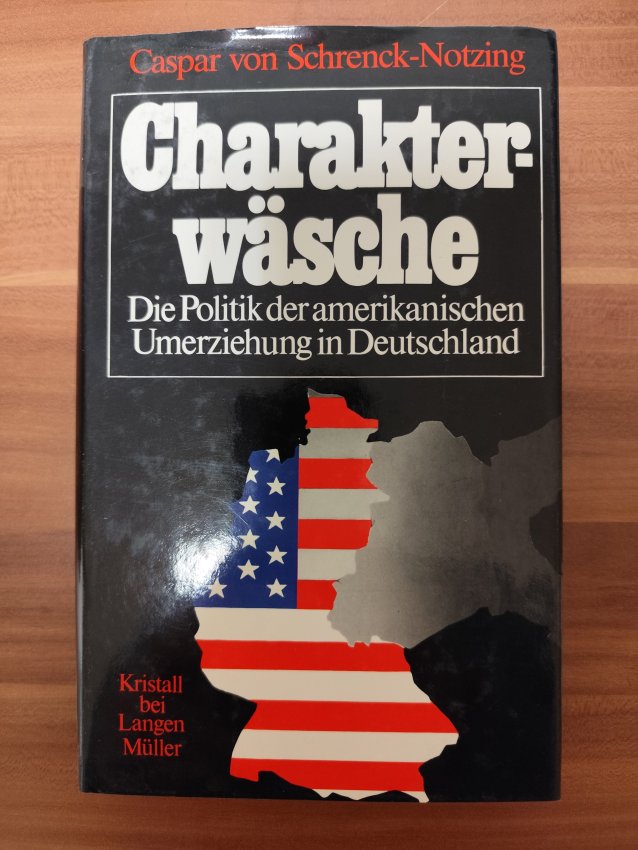 Caspar von Schrenck-Notzing
Charakter-
wäsche
Die Politik der amerikanischen
Umerziehung in Deutschland
Kristall
bei
Langen
Müller